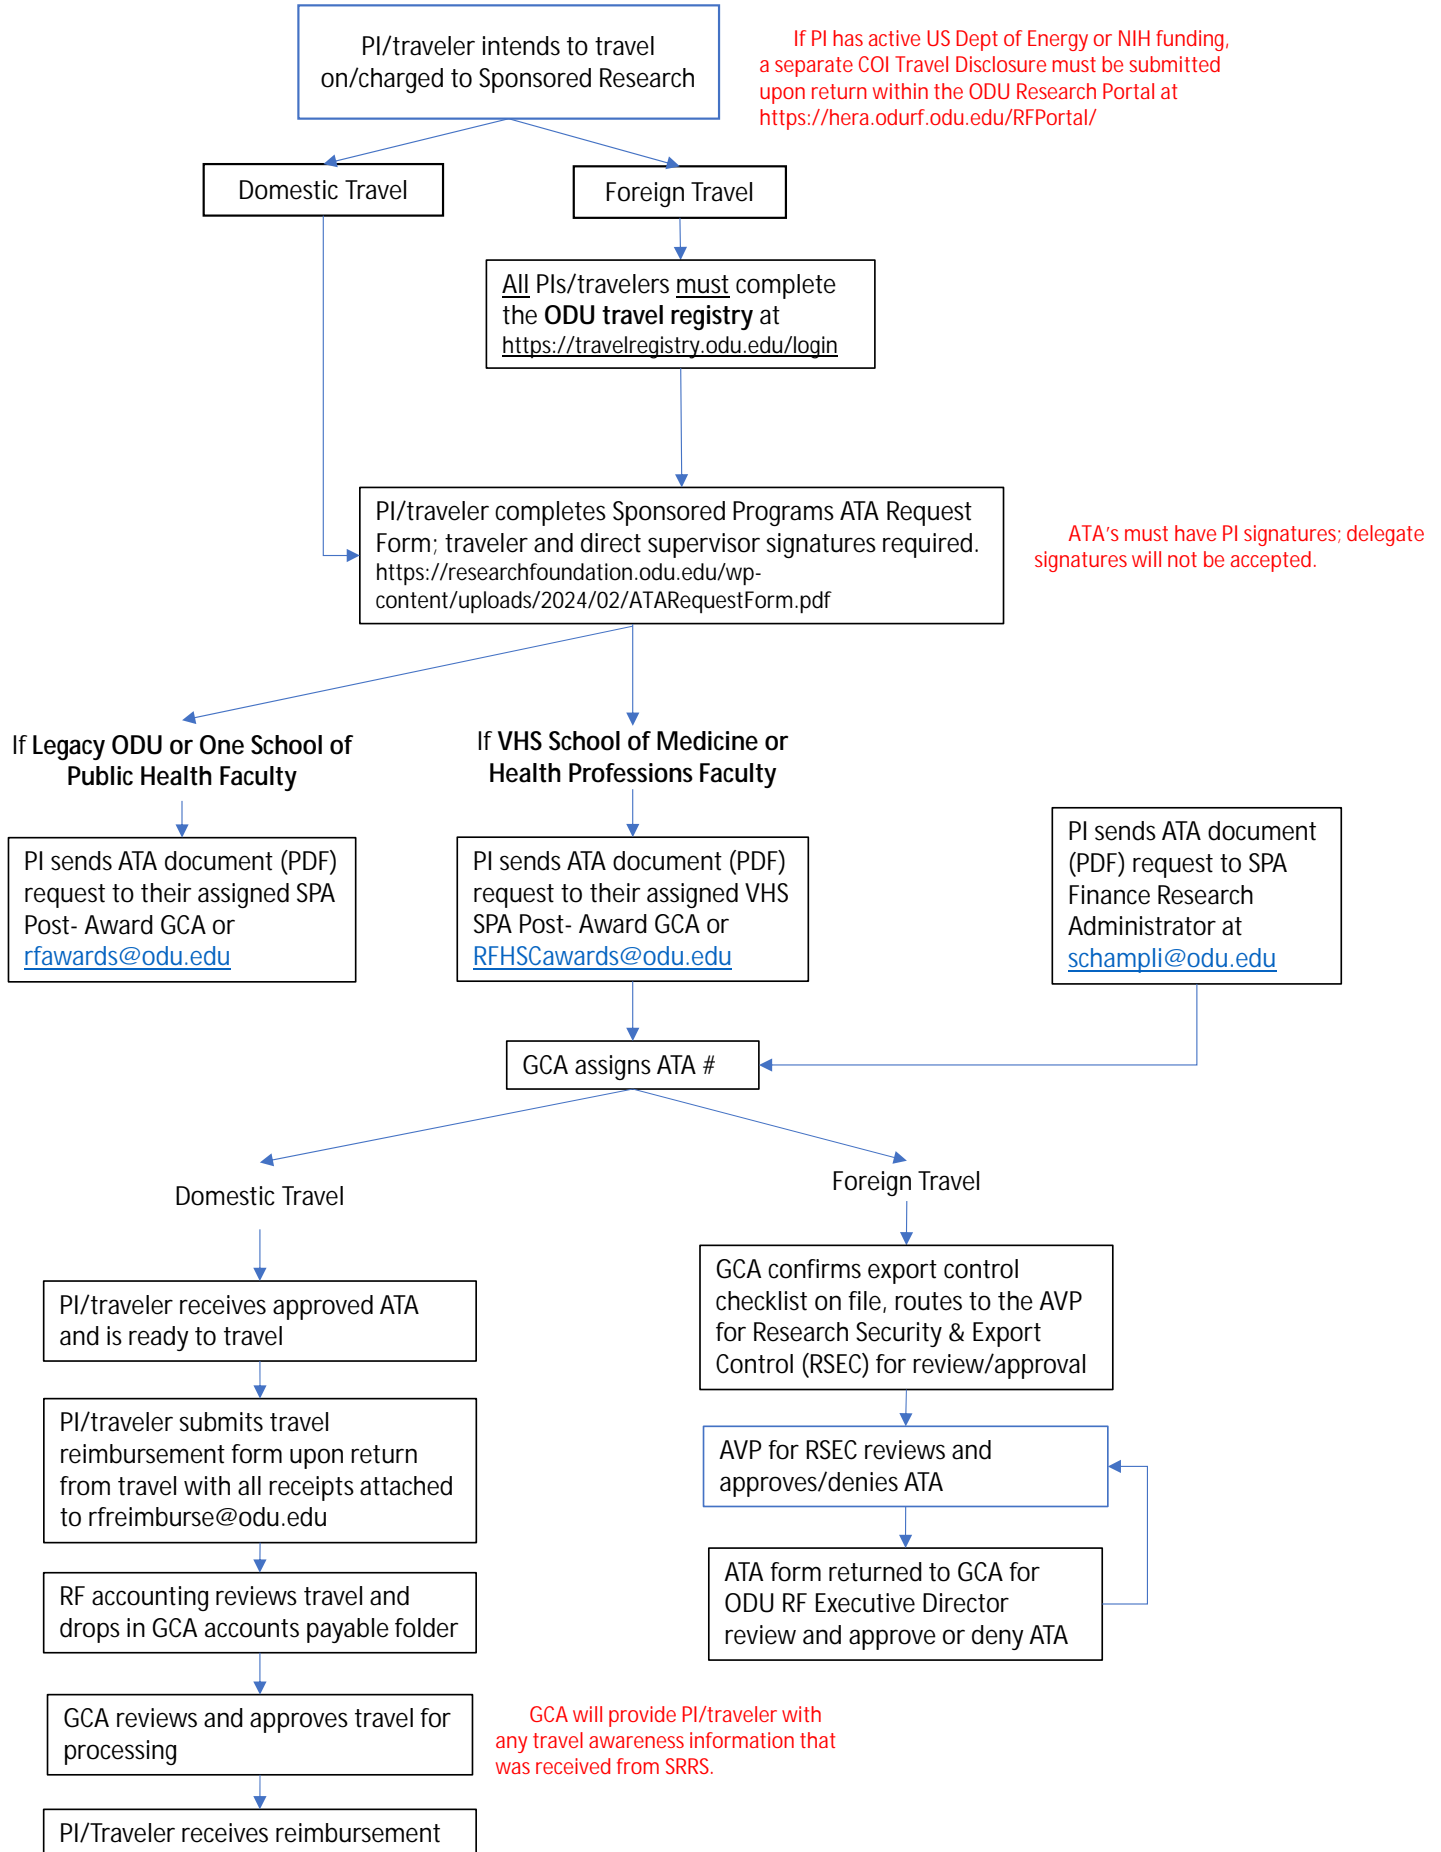 PI/traveler intends to travel
on/charged to Sponsored Research
If PI has active US Dept of Energy or NIH funding,
a separate COI Travel Disclosure must be submitted
upon return within the ODU Research Portal at
https://hera.odurf.odu.edu/RFPortal/
Domestic Travel
Foreign Travel
All PIs/travelers must complete
the ODU travel registry at
https://travelregistry.odu.edu/login
PI/traveler completes Sponsored Programs ATA Request
Form; traveler and direct supervisor signatures required.
https://researchfoundation.odu.edu/wp-
content/uploads/2024/02/ATARequestForm.pdf
ATA's must have PI signatures; delegate
signatures will not be accepted.
If Legacy ODU or One School of
Public Health Faculty
If VHS School of Medicine or
Health Professions Faculty
PI sends ATA document (PDF)
request to their assigned SPA
Post- Award GCA or
rfawards@odu.edu
PI sends ATA document (PDF)
request to their assigned VHS
SPA Post- Award GCA or
RFHSCawards@odu.edu
PI sends ATA document
(PDF) request to SPA
Finance Research
Administrator at
schampli@odu.edu
GCA assigns ATA #
Domestic Travel
Foreign Travel
PI/traveler receives approved ATA
and is ready to travel
PI/traveler submits travel
reimbursement form upon return
from travel with all receipts attached
to rfreimburse@odu.edu
RF accounting reviews travel and
drops in GCA accounts payable folder
GCA reviews and approves travel for
processing
PI/Traveler receives reimbursement
GCA confirms export control
checklist on file, routes to the AVP
for Research Security & Export
Control (RSEC) for review/approval
AVP for RSEC reviews and
approves/denies ATA
ATA form returned to GCA for
ODU RF Executive Director
review and approve or deny ATA
GCA will provide PI/traveler with
any travel awareness information that
was received from SRRS.